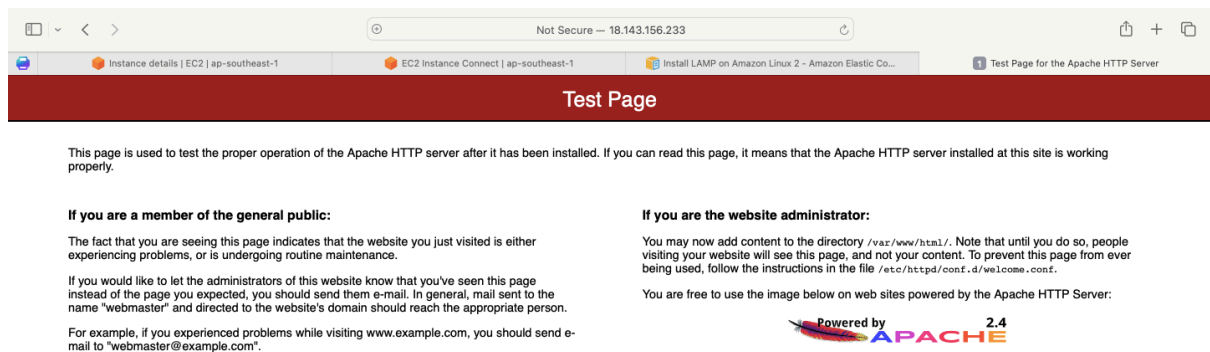 Not Secure — 18.143.156.233
Instance details | EC2 | ap-southeast-1
EC2 Instance Connect | ap-southeast-1
Install LAMP on Amazon Linux 2 - Amazon Elastic Co...
1 Test Page for the Apache HTTP Server
Test Page
This page is used to test the proper operation of the Apache HTTP server after it has been installed. If you can read this page, it means that the Apache HTTP server installed at this site is working
properly.
If you are a member of the general public:
The fact that you are seeing this page indicates that the website you just visited is either
experiencing problems, or is undergoing routine maintenance.
If you would like to let the administrators of this website know that you've seen this page
instead of the page you expected, you should send them e-mail. In general, mail sent to the
name "webmaster" and directed to the website's domain should reach the appropriate person.
For example, if you experienced problems while visiting www.example.com, you should send e-
mail to "webmaster@example.com".
If you are the website administrator:
You may now add content to the directory /var/www/html/. Note that until you do so, people
visiting your website will see this page, and not your content. To prevent this page from ever
being used, follow the instructions in the file /etc/httpd/conf.d/welcome.conf.
You are free to use the image below on web sites powered by the Apache HTTP Server:
Powered by 2.4
APACHE